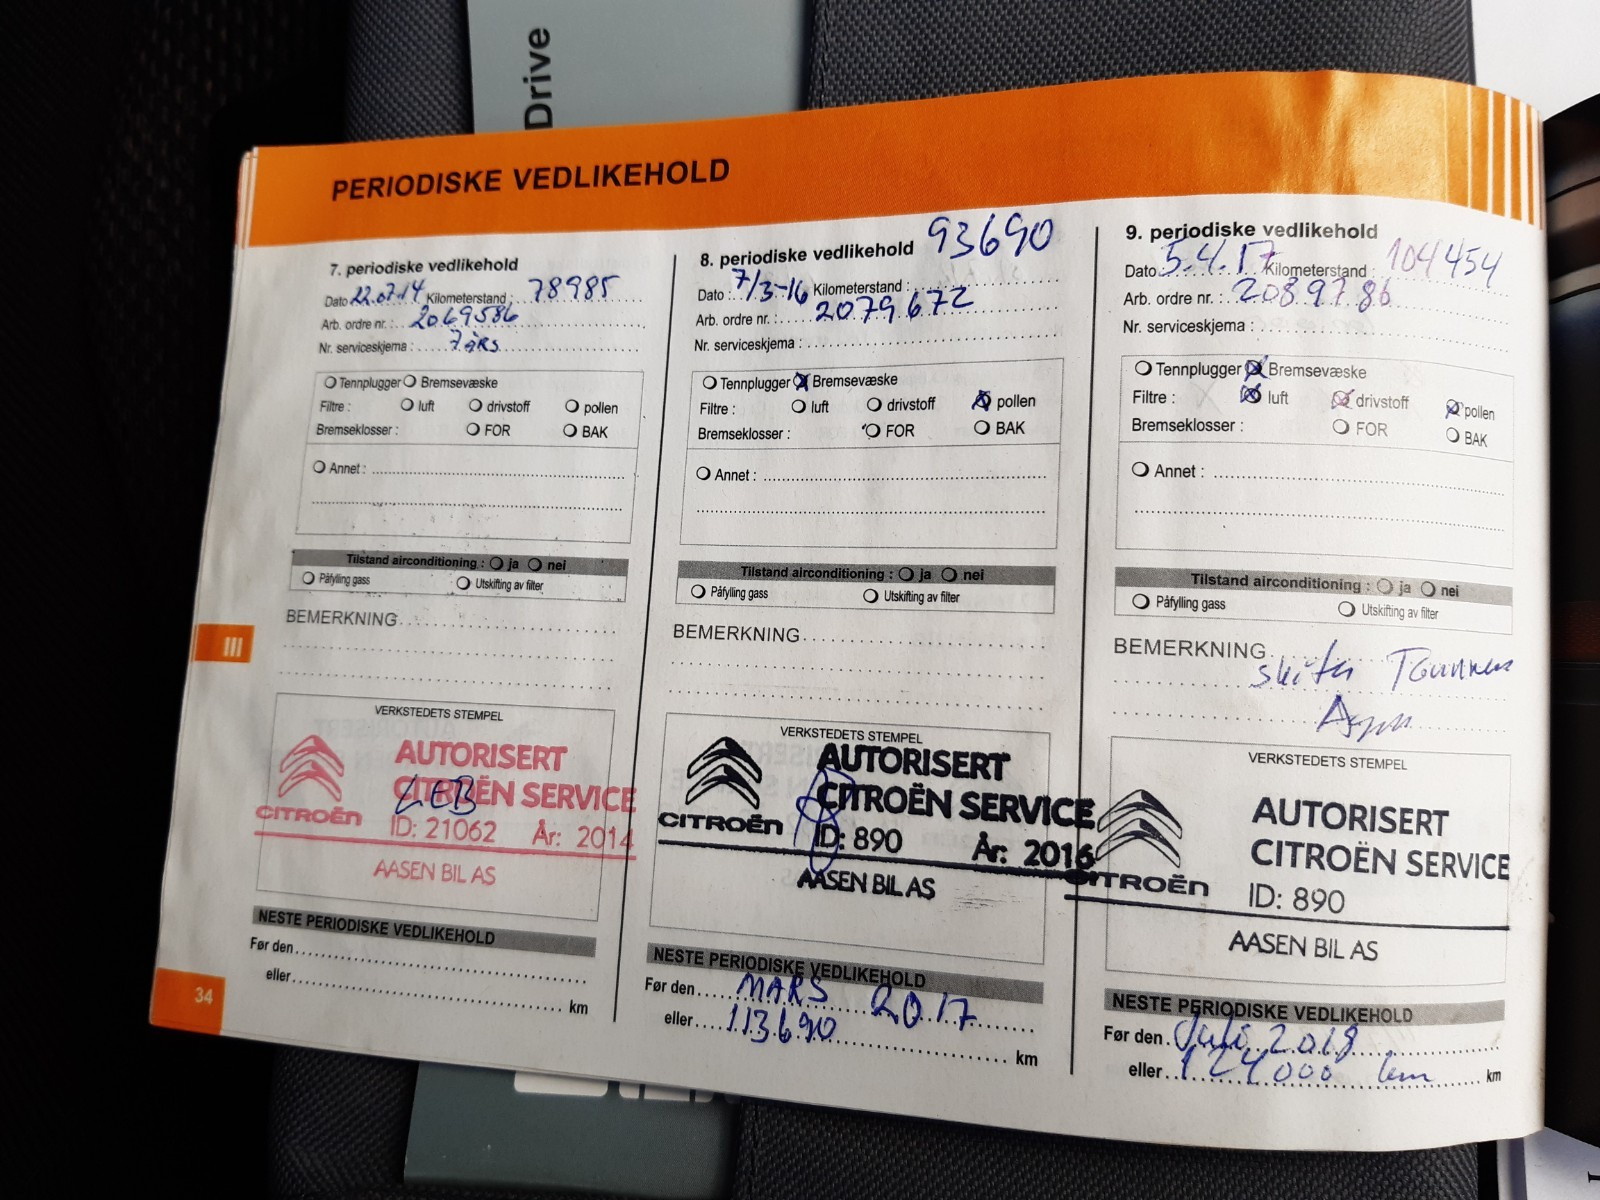 Drive
PERIODISKE VEDLIKEHOLD
7. periodiske vedlikehold
Dato 22.07.14 Kilometerstand : 78985
Arb. ordre nr. : 2069586
Nr. serviceskjema : 7 års
Tennplugger Bremsevæske
Filtre : luft drivstoff pollen
Bremseklosser : FOR BAK
Annet :
Tilstand airconditioning : ja nei
Påfylling gass Utskifting av filter
BEMERKNING
VERKSTEDETS STEMPEL
AUTORISERT
CITROËN SERVICE
CITROËN
ID: 21062 År: 2014
AASEN BIL AS
NESTE PERIODISKE VEDLIKEHOLD
Før den
eller km
8. periodiske vedlikehold 93690
Dato 7/3-16 Kilometerstand :
Arb. ordre nr. : 2079672
Nr. serviceskjema :
Tennplugger X Bremsevæske
Filtre : luft drivstoff X pollen
Bremseklosser : FOR BAK
Annet :
Tilstand airconditioning : ja nei
Påfylling gass Utskifting av filter
BEMERKNING
VERKSTEDETS STEMPEL
AUTORISERT
CITROËN SERVICE
CITROËN
ID: 890 År: 2016
AASEN BIL AS
NESTE PERIODISKE VEDLIKEHOLD
Før den MARS 2017
eller 113.690 km
9. periodiske vedlikehold
Dato 5.4.17 Kilometerstand : 104454
Arb. ordre nr. : 2089786
Nr. serviceskjema :
Tennplugger X Bremsevæske
Filtre : X luft X drivstoff X pollen
Bremseklosser : FOR BAK
Annet :
Tilstand airconditioning : ja nei
Påfylling gass Utskifting av filter
BEMERKNING
VERKSTEDETS STEMPEL
AUTORISERT
CITROËN SERVICE
CITROËN
ID: 890
AASEN BIL AS
NESTE PERIODISKE VEDLIKEHOLD
Før den Juli 2018
eller 124000 km km
III
34